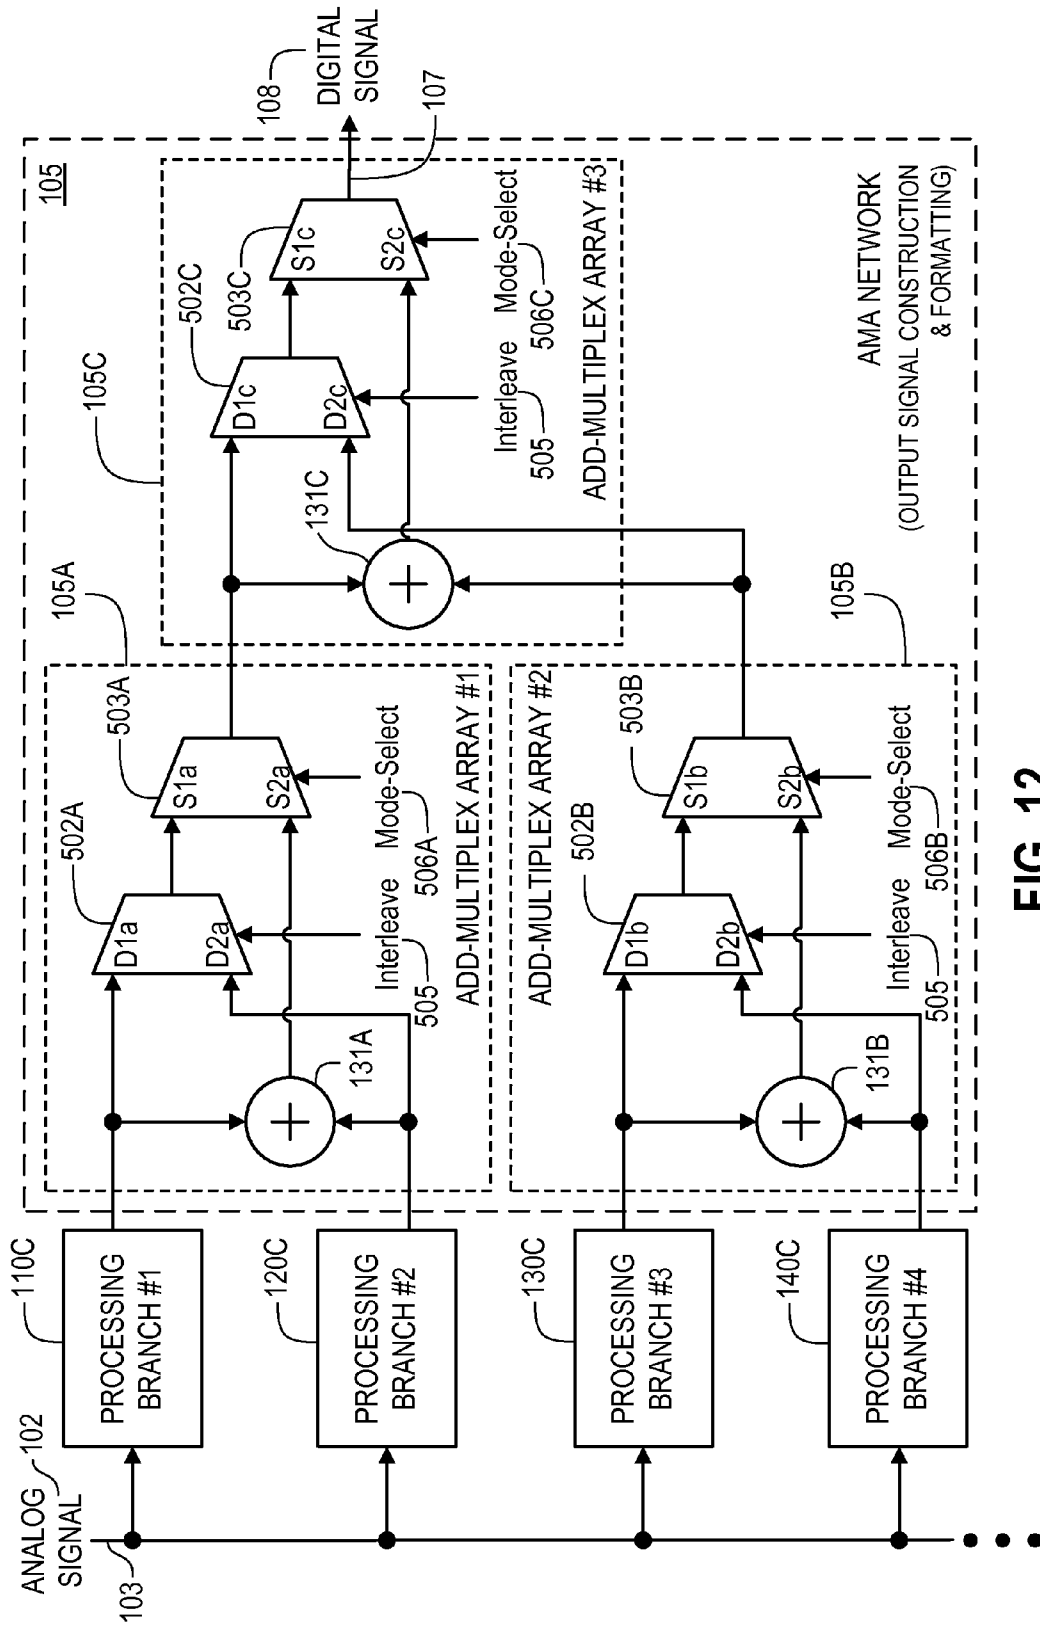 ANALOG
SIGNAL
102
103
110C
PROCESSING
BRANCH #1
120C
PROCESSING
BRANCH #2
130C
PROCESSING
BRANCH #3
140C
PROCESSING
BRANCH #4
105
105A
502A
503A
D1a
D2a
S1a
S2a
131A
Interleave
505
Mode-Select
506A
ADD-MULTIPLEX ARRAY #1
ADD-MULTIPLEX ARRAY #2
105B
502B
503B
D1b
D2b
S1b
S2b
131B
Interleave
505
Mode-Select
506B
105C
502C
503C
D1c
D2c
S1c
S2c
131C
Interleave
505
Mode-Select
506C
ADD-MULTIPLEX ARRAY #3
AMA NETWORK
(OUTPUT SIGNAL CONSTRUCTION
& FORMATTING)
108
DIGITAL
SIGNAL
107
FIG. 12